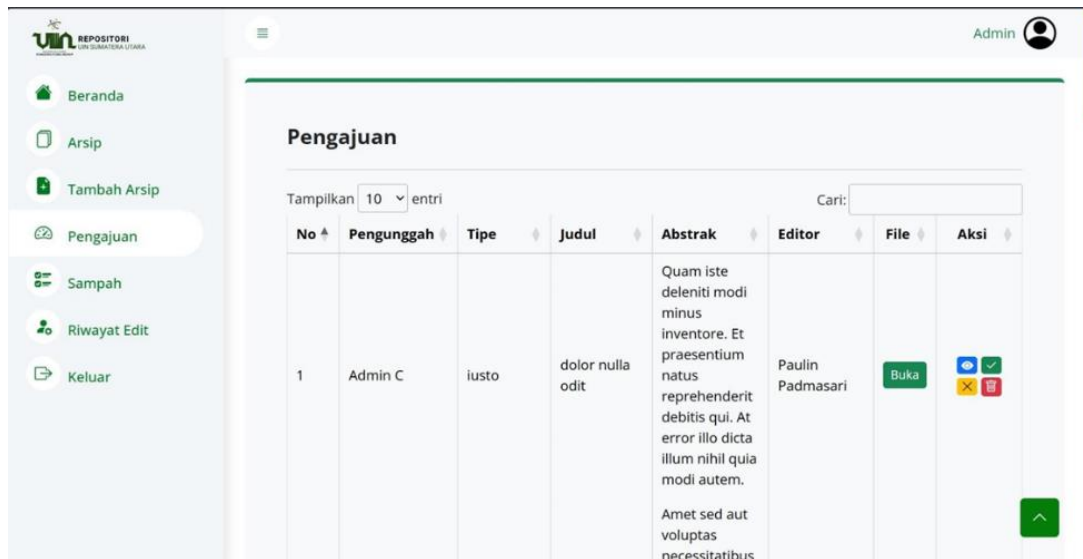 UIN REPOSITORI
UIN SUMATERA UTARA
Admin
Beranda
Arsip
Tambah Arsip
Pengajuan
Sampah
Riwayat Edit
Keluar
Pengajuan
Tampilkan 10 entri
Cari:
No Pengunggah Tipe Judul Abstrak Editor File Aksi
1
Admin C
iusto
dolor nulla
odit
Quam iste
deleniti modi
minus
inventore. Et
praesentium
natus
reprehenderit
debitis qui. At
error illo dicta
illum nihil quia
modi autem.
Paulin
Padmasari
Buka
Amet sed aut
voluptas
necessitatibus